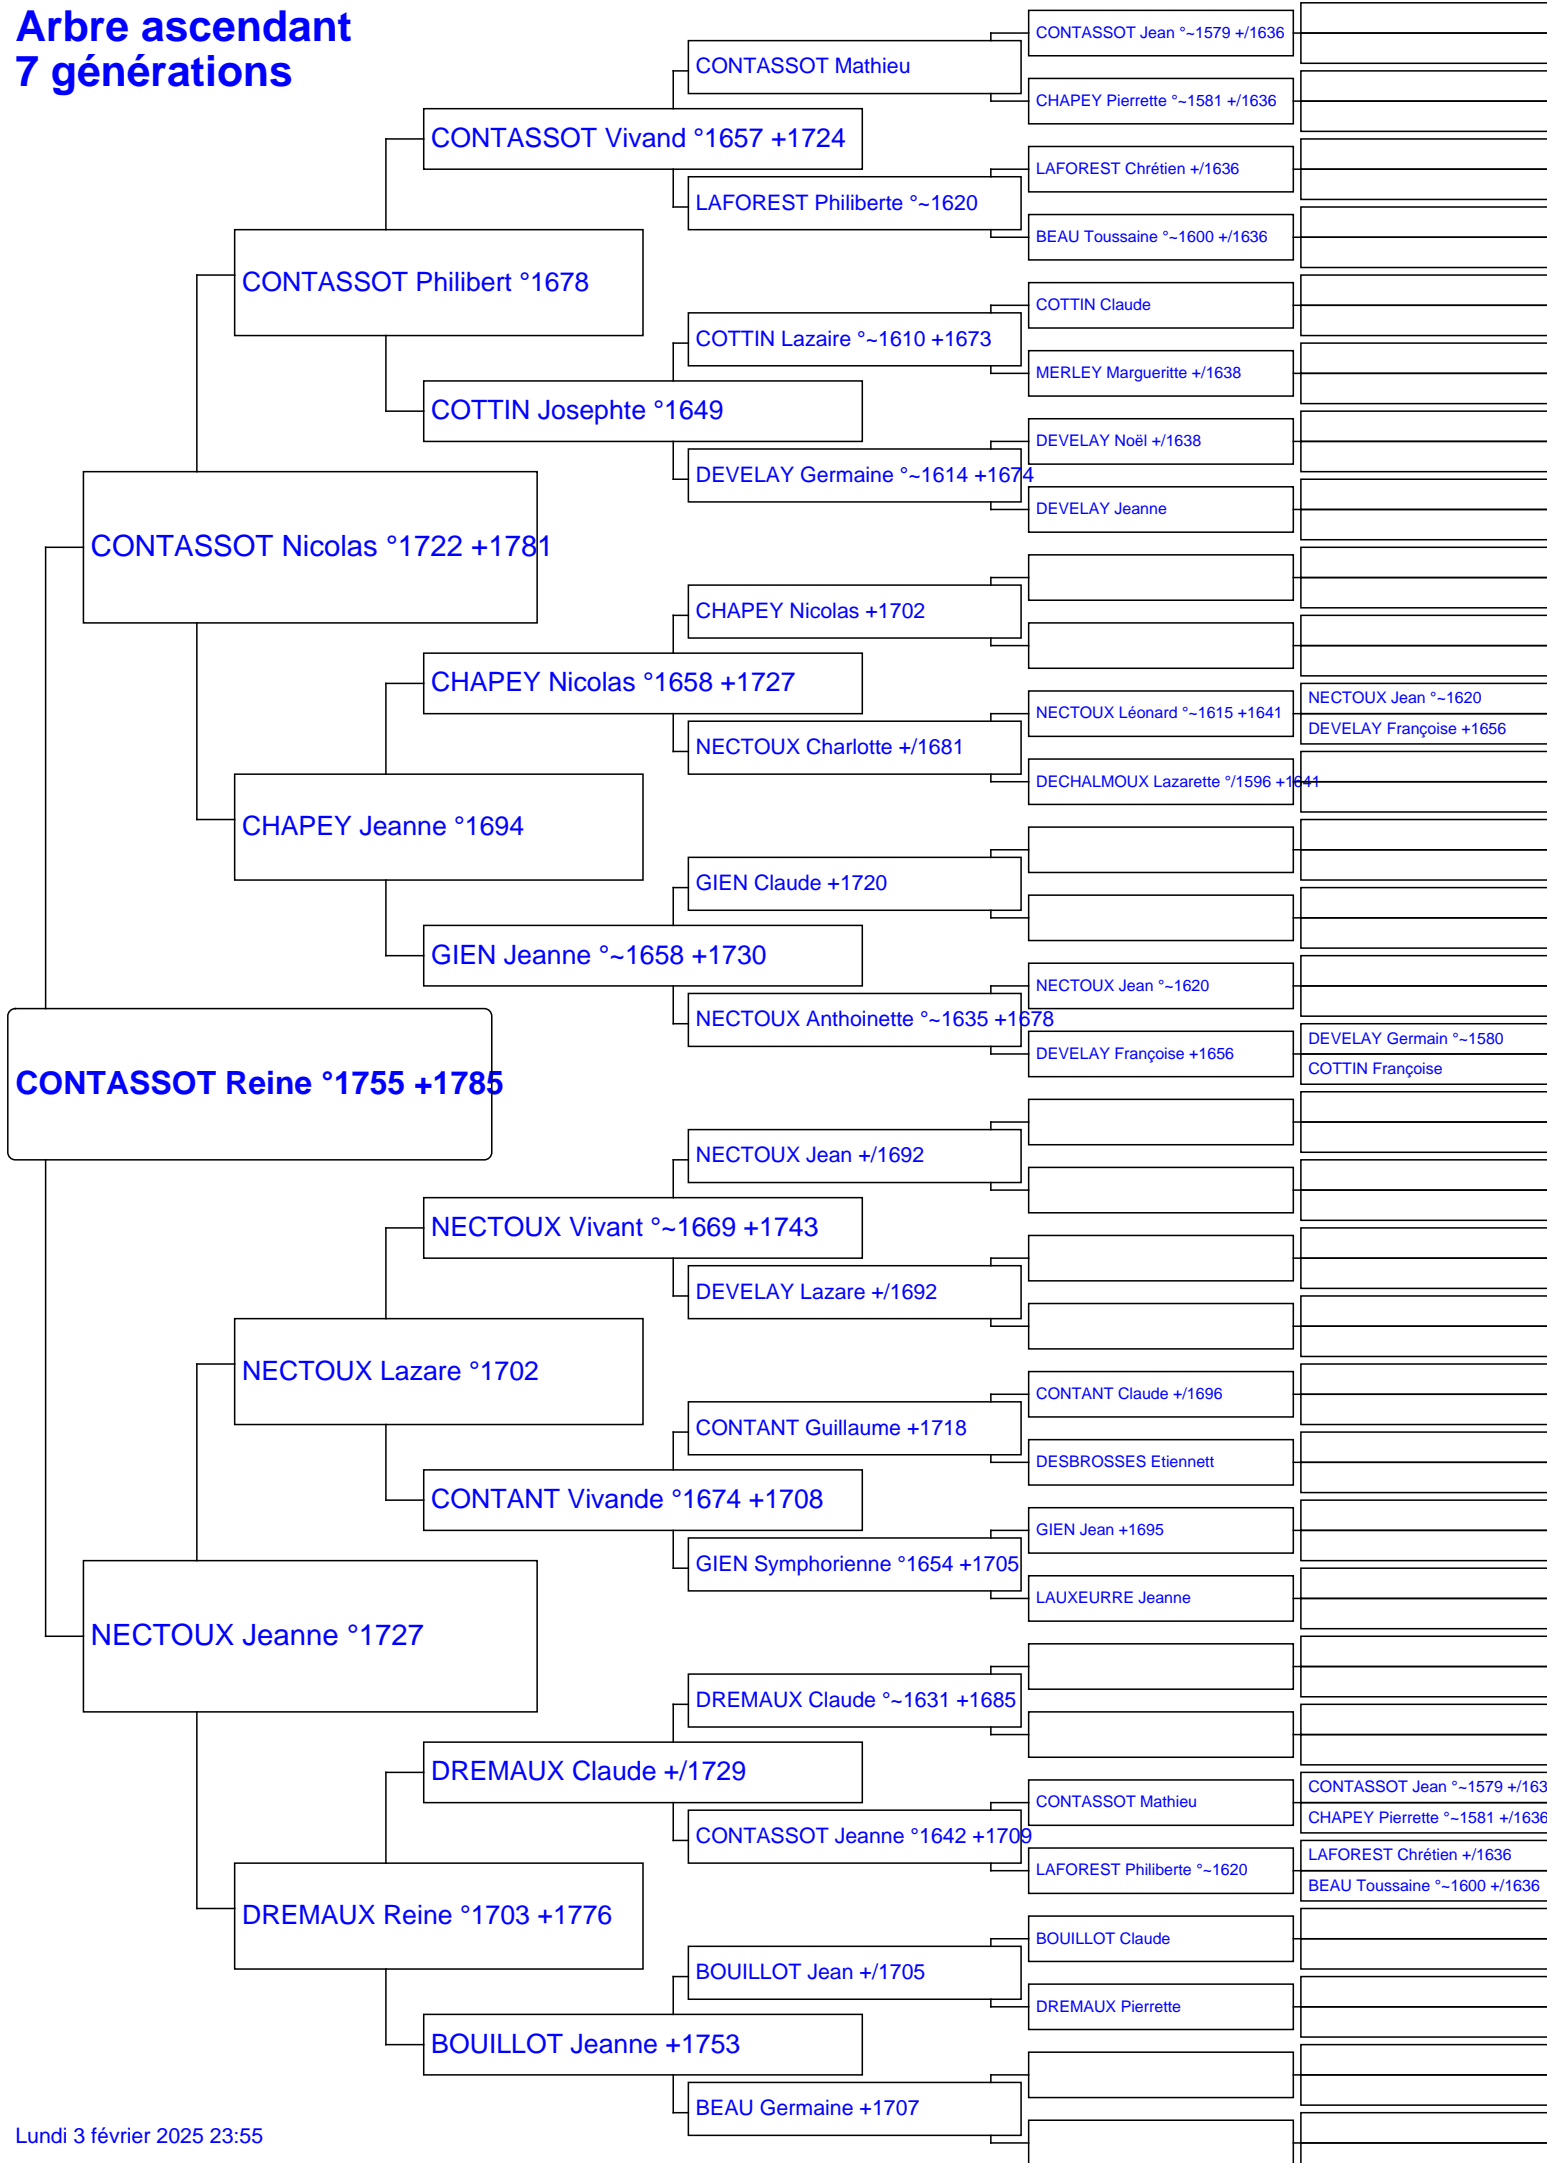 Arbre ascendant
7 générations
CONTASSOT Jean °~1579 +/1636
CONTASSOT Mathieu
CHAPEY Pierrette °~1581 +/1636
CONTASSOT Vivand °1657 +1724
LAFOREST Chrétien +/1636
LAFOREST Philiberte °~1620
BEAU Toussaine °~1600 +/1636
CONTASSOT Philibert °1678
COTTIN Claude
COTTIN Lazaire °~1610 +1673
MERLEY Margueritte +/1638
COTTIN Josephte °1649
DEVELAY Noël +/1638
DEVELAY Germaine °~1614 +1674
DEVELAY Jeanne
CONTASSOT Nicolas °1722 +1781
CHAPEY Nicolas +1702
CHAPEY Nicolas °1658 +1727
NECTOUX Jean °~1620
NECTOUX Léonard °~1615 +1641
DEVELAY Françoise +1656
NECTOUX Charlotte +/1681
DECHALMOUX Lazarette °/1596 +1641
CHAPEY Jeanne °1694
GIEN Claude +1720
GIEN Jeanne °~1658 +1730
NECTOUX Jean °~1620
NECTOUX Anthoinette °~1635 +1678
DEVELAY Germain °~1580
DEVELAY Françoise +1656
COTTIN Françoise
CONTASSOT Reine °1755 +1785
NECTOUX Jean +/1692
NECTOUX Vivant °~1669 +1743
DEVELAY Lazare +/1692
NECTOUX Lazare °1702
CONTANT Claude +/1696
CONTANT Guillaume +1718
DESBROSSES Etiennett
CONTANT Vivande °1674 +1708
GIEN Jean +1695
GIEN Symphorienne °1654 +1705
LAUXEURRE Jeanne
NECTOUX Jeanne °1727
DREMAUX Claude °~1631 +1685
DREMAUX Claude +/1729
CONTASSOT Jean °~1579 +/163
CONTASSOT Mathieu
CHAPEY Pierrette °~1581 +/1636
CONTASSOT Jeanne °1642 +1709
LAFOREST Chrétien +/1636
LAFOREST Philiberte °~1620
BEAU Toussaine °~1600 +/1636
DREMAUX Reine °1703 +1776
BOUILLOT Claude
BOUILLOT Jean +/1705
DREMAUX Pierrette
BOUILLOT Jeanne +1753
BEAU Germaine +1707
Lundi 3 février 2025 23:55